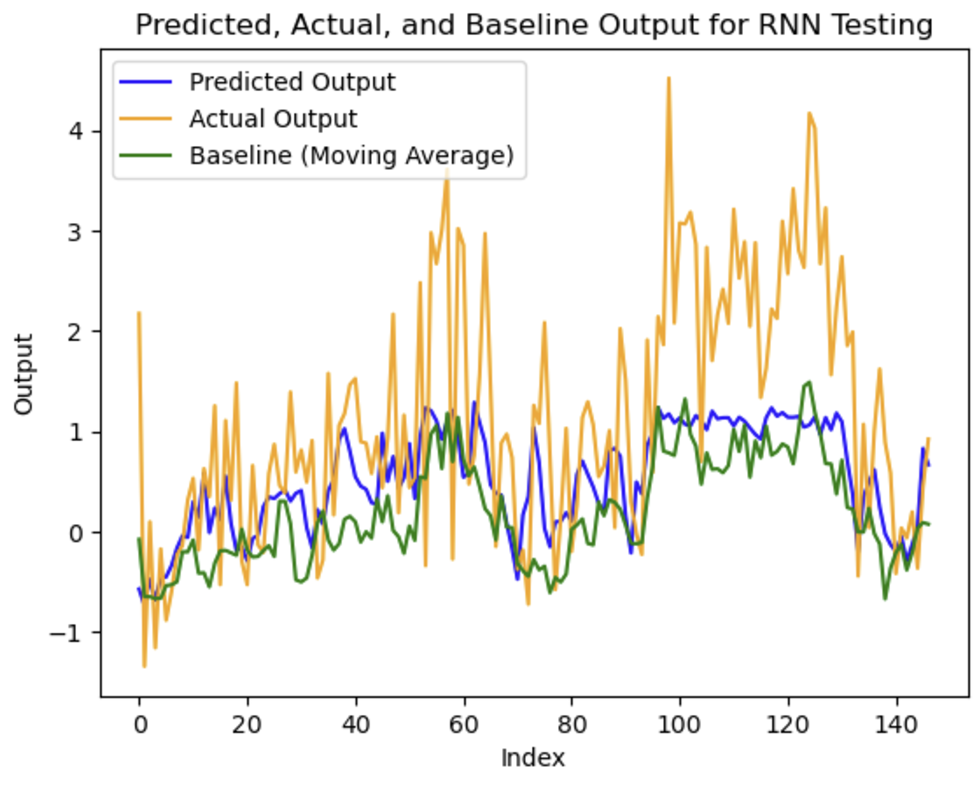 Predicted, Actual, and Baseline Output for RNN Testing
Predicted Output
Actual Output
Baseline (Moving Average)
Output
4
3
2
1
0
−1
0 20 40 60 80 100 120 140
Index